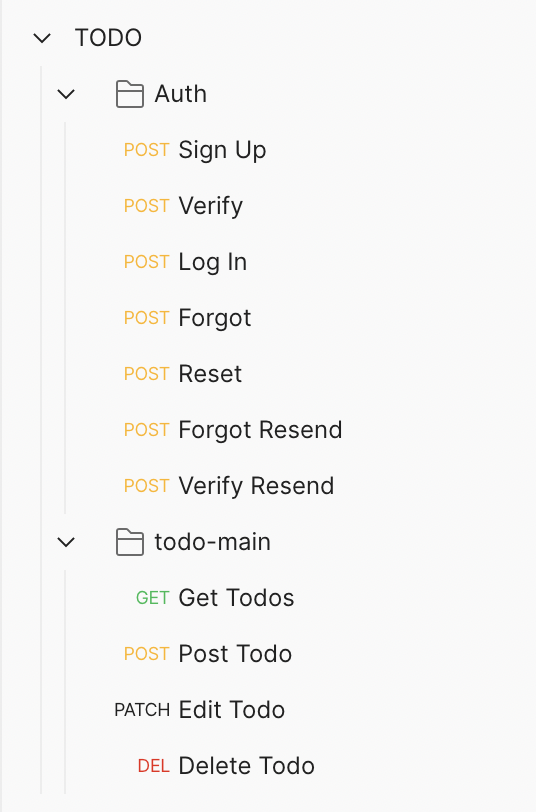 TODO
Auth
POST Sign Up
POST Verify
POST Log In
POST Forgot
POST Reset
POST Forgot Resend
POST Verify Resend
todo-main
GET Get Todos
POST Post Todo
PATCH Edit Todo
DEL Delete Todo